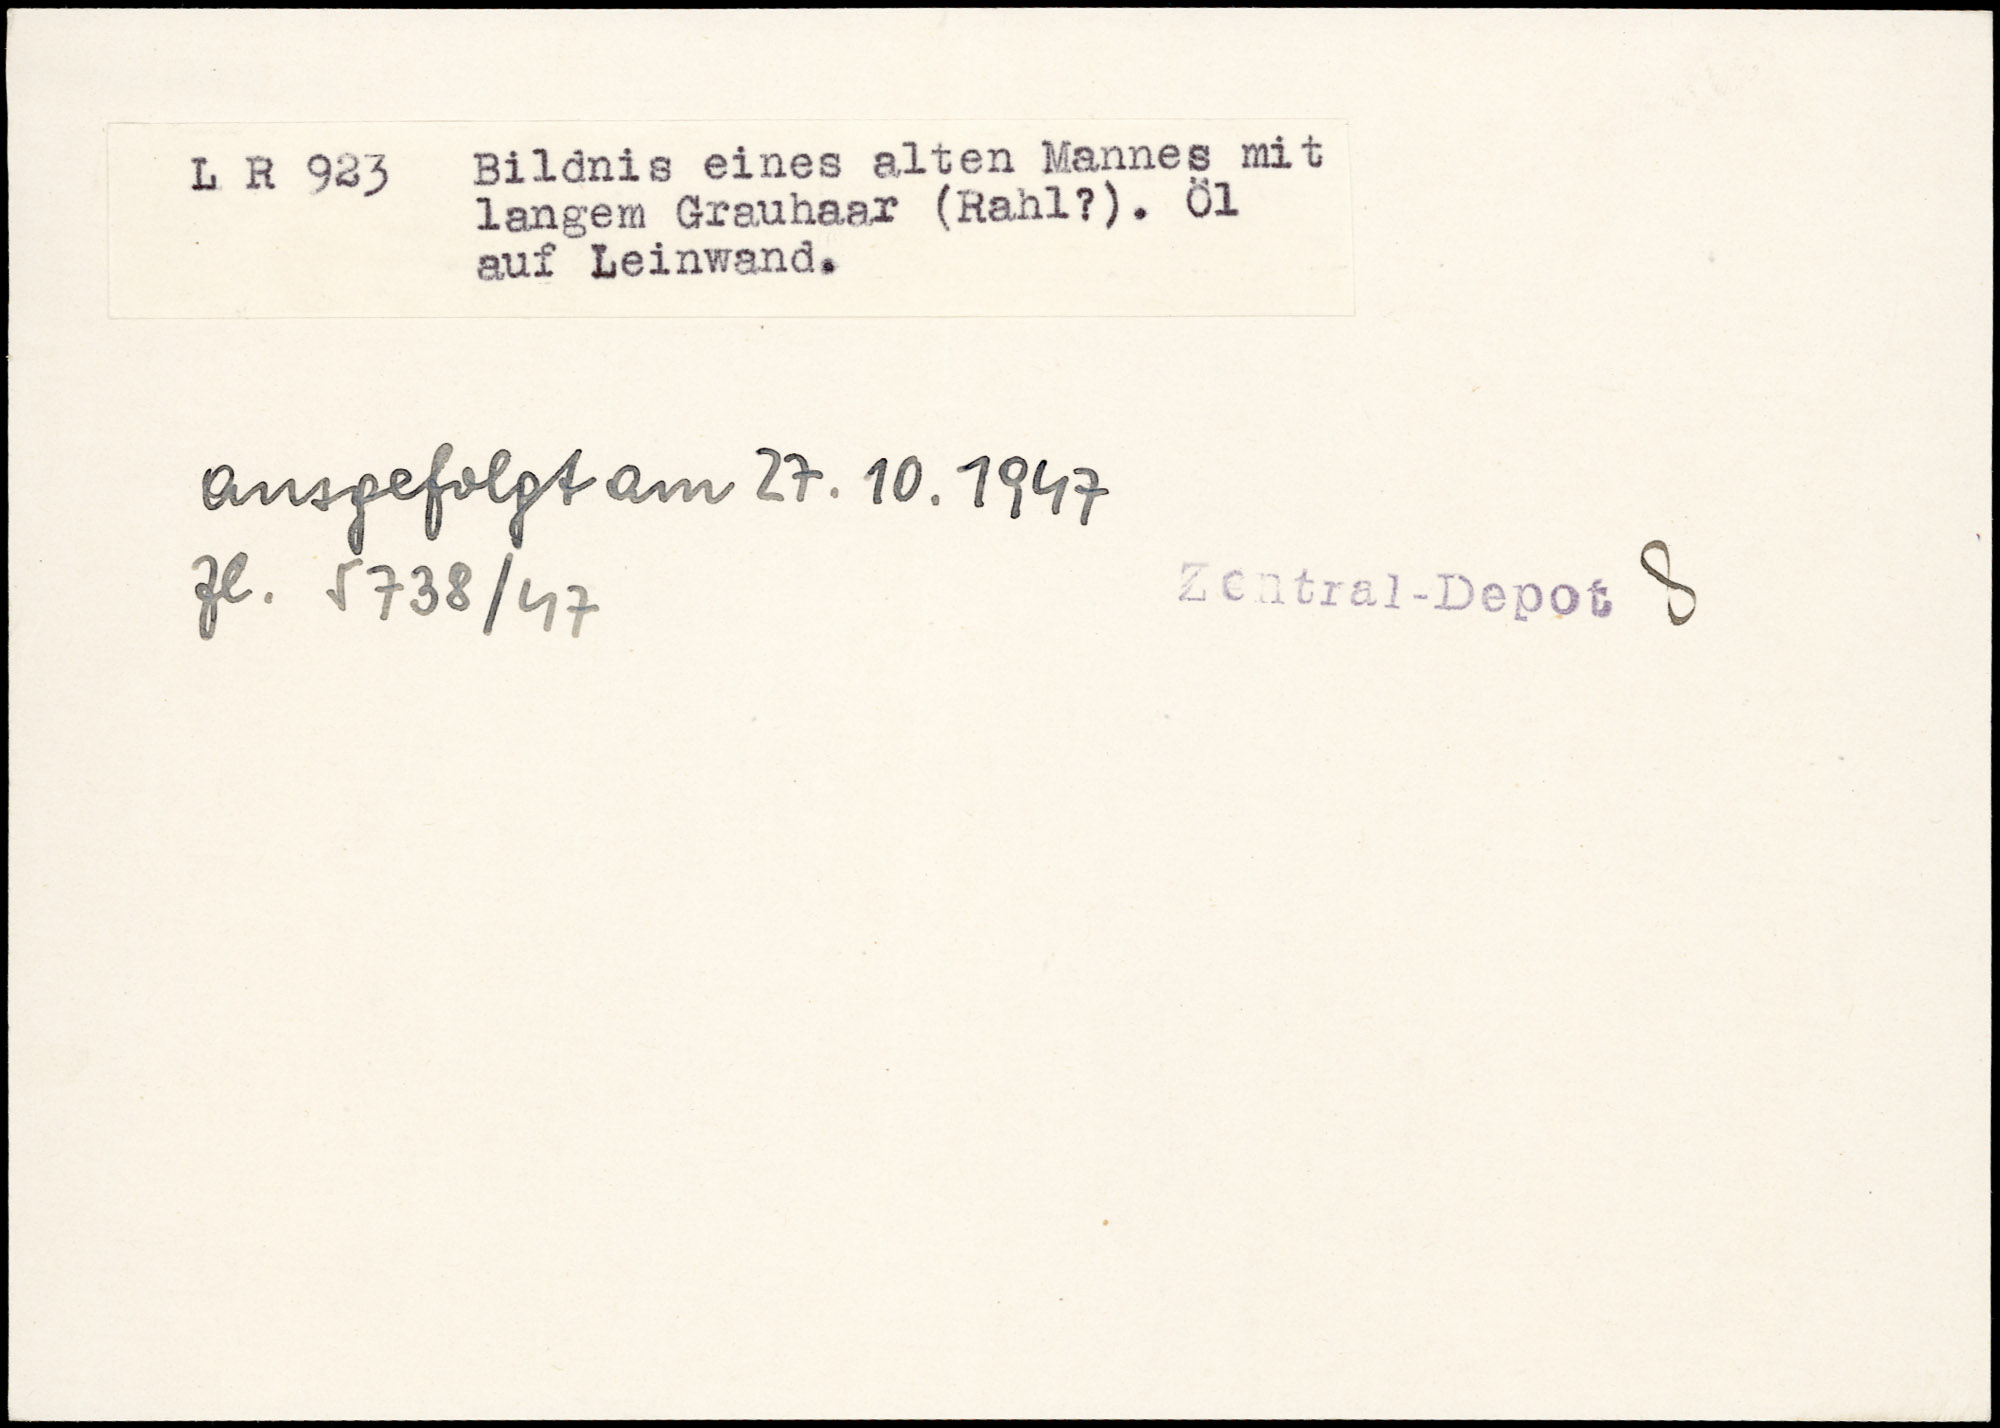 L R 923 Bildnis eines alten Mannes mit
langem Grauhaar (Rahl?). Öl
auf Leinwand.
ausgefolgt am 27. 10. 1947
Zl. 5738/47
Zentral-Depot 8